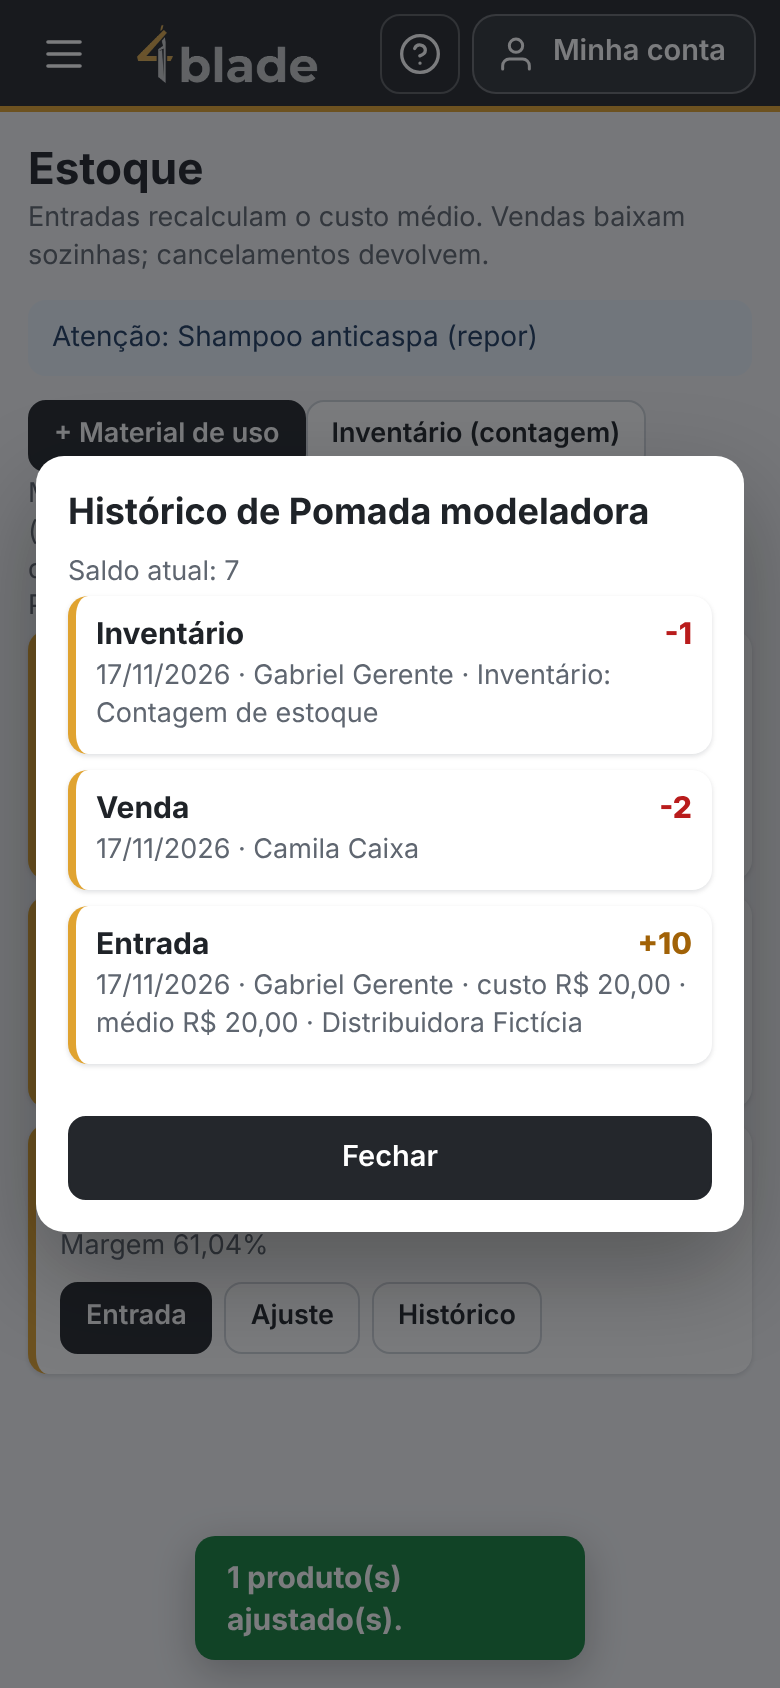 4blade
Minha conta
Estoque
Entradas recalculam o custo médio. Vendas baixam
sozinhas; cancelamentos devolvem.
Atenção: Shampoo anticaspa (repor)
+ Material de uso
Inventário (contagem)
Histórico de Pomada modeladora
Saldo atual: 7
Inventário
-1
17/11/2026 · Gabriel Gerente · Inventário:
Contagem de estoque
Venda
-2
17/11/2026 · Camila Caixa
Entrada
+10
17/11/2026 · Gabriel Gerente · custo R$ 20,00 ·
médio R$ 20,00 · Distribuidora Fictícia
Fechar
Margem 61,04%
Entrada
Ajuste
Histórico
1 produto(s)
ajustado(s).